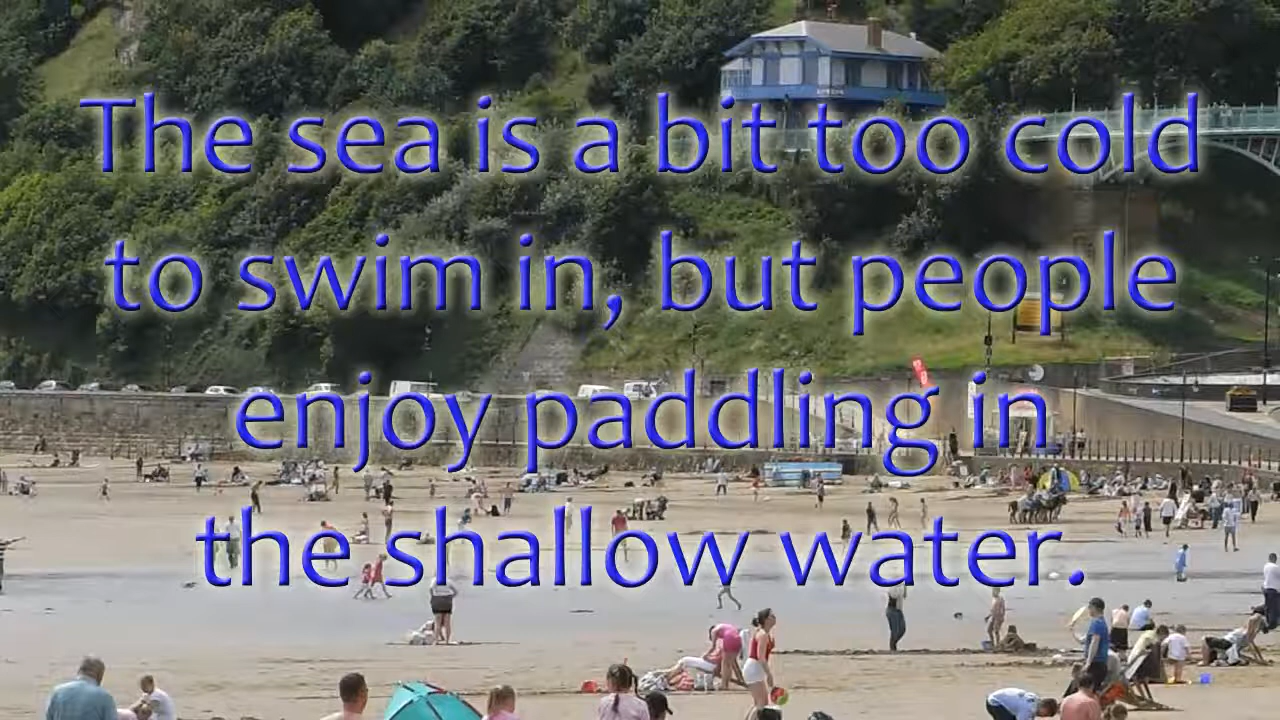 The sea is a bit too cold
to swim in, but people
enjoy paddling in
the shallow water.